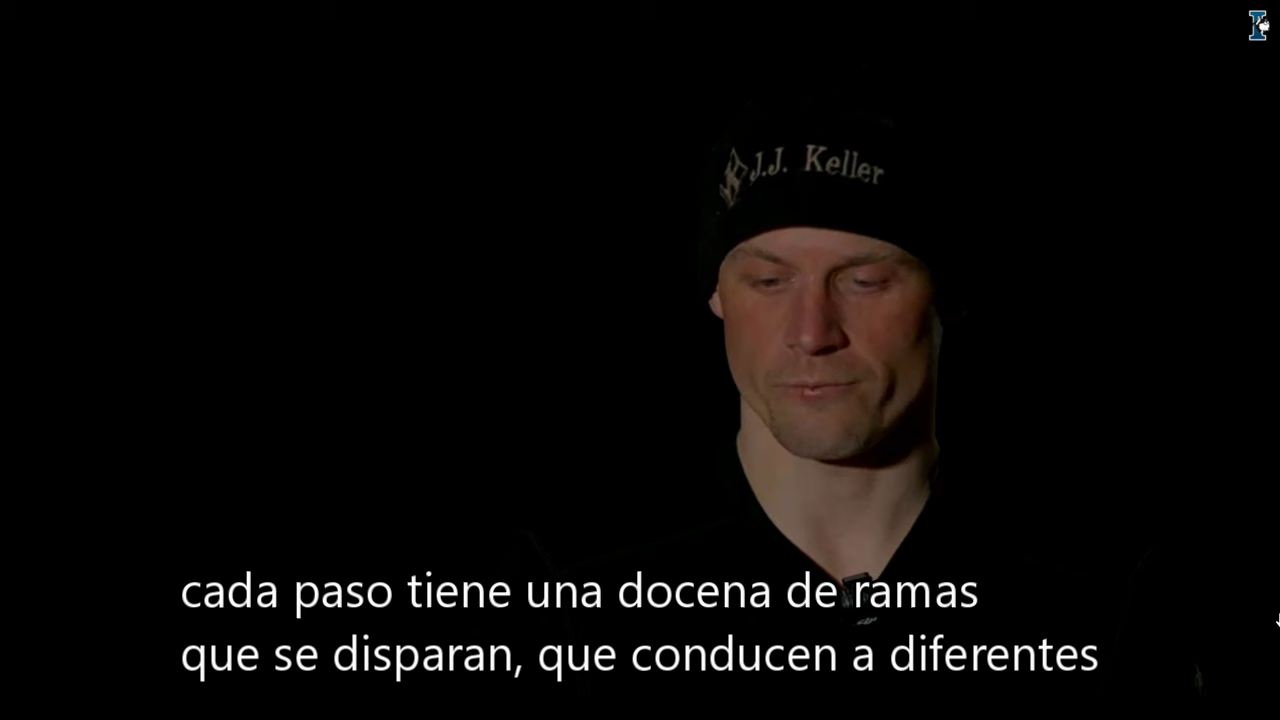 J.J. Keller
cada paso tiene una docena de ramas
que se disparan, que conducen a diferentes